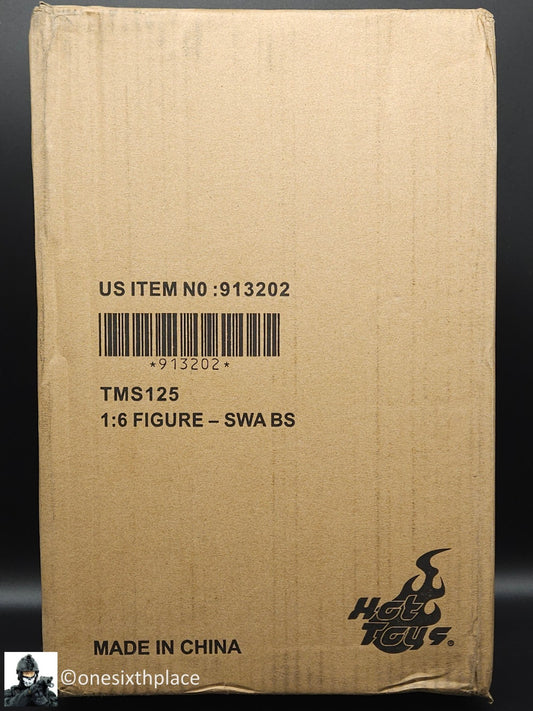 US ITEM N0 :913202
*913202*
TMS125
1:6 FIGURE – SWA BS
Hot
Toys®
MADE IN CHINA
©onesixthplace